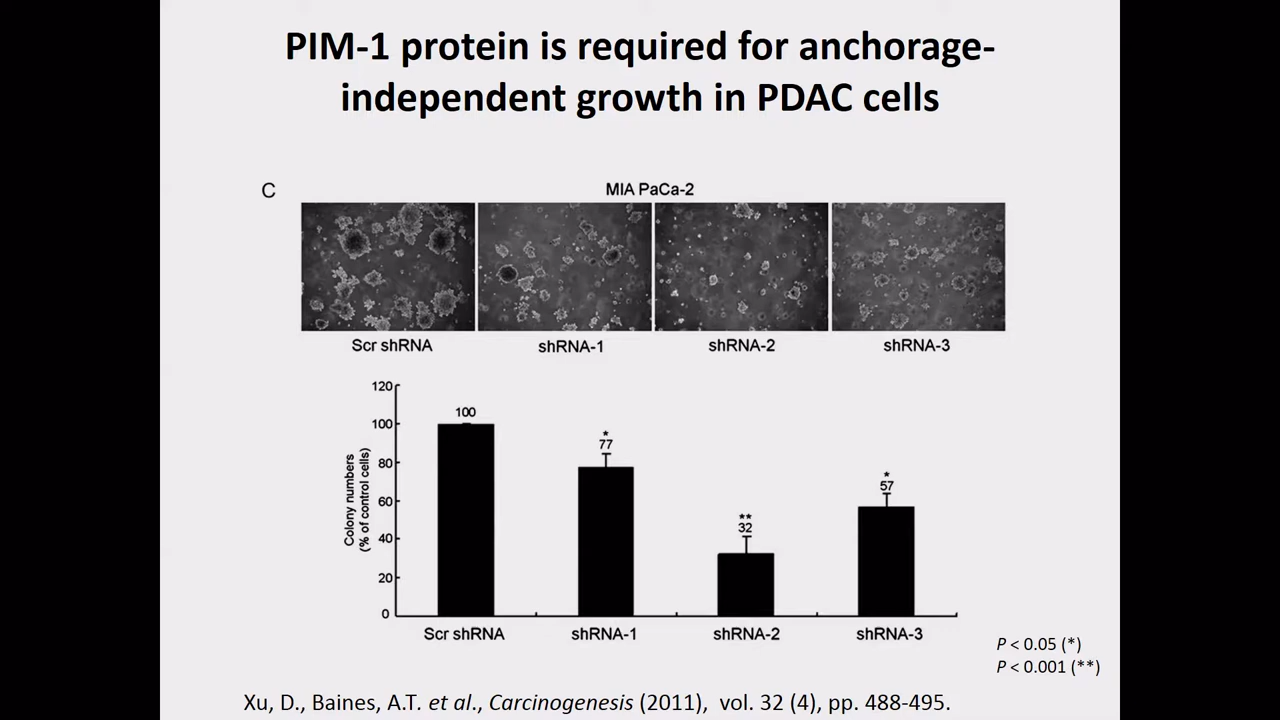 PIM-1 protein is required for anchorage-
independent growth in PDAC cells
C
MIA PaCa-2
Scr shRNA shRNA-1 shRNA-2 shRNA-3
Colony numbers
(% of control cells)
120
100
80
60
40
20
0
100
*
77
**
32
*
57
Scr shRNA shRNA-1 shRNA-2 shRNA-3
P < 0.05 (*)
P < 0.001 (**)
Xu, D., Baines, A.T. et al., Carcinogenesis (2011), vol. 32 (4), pp. 488-495.